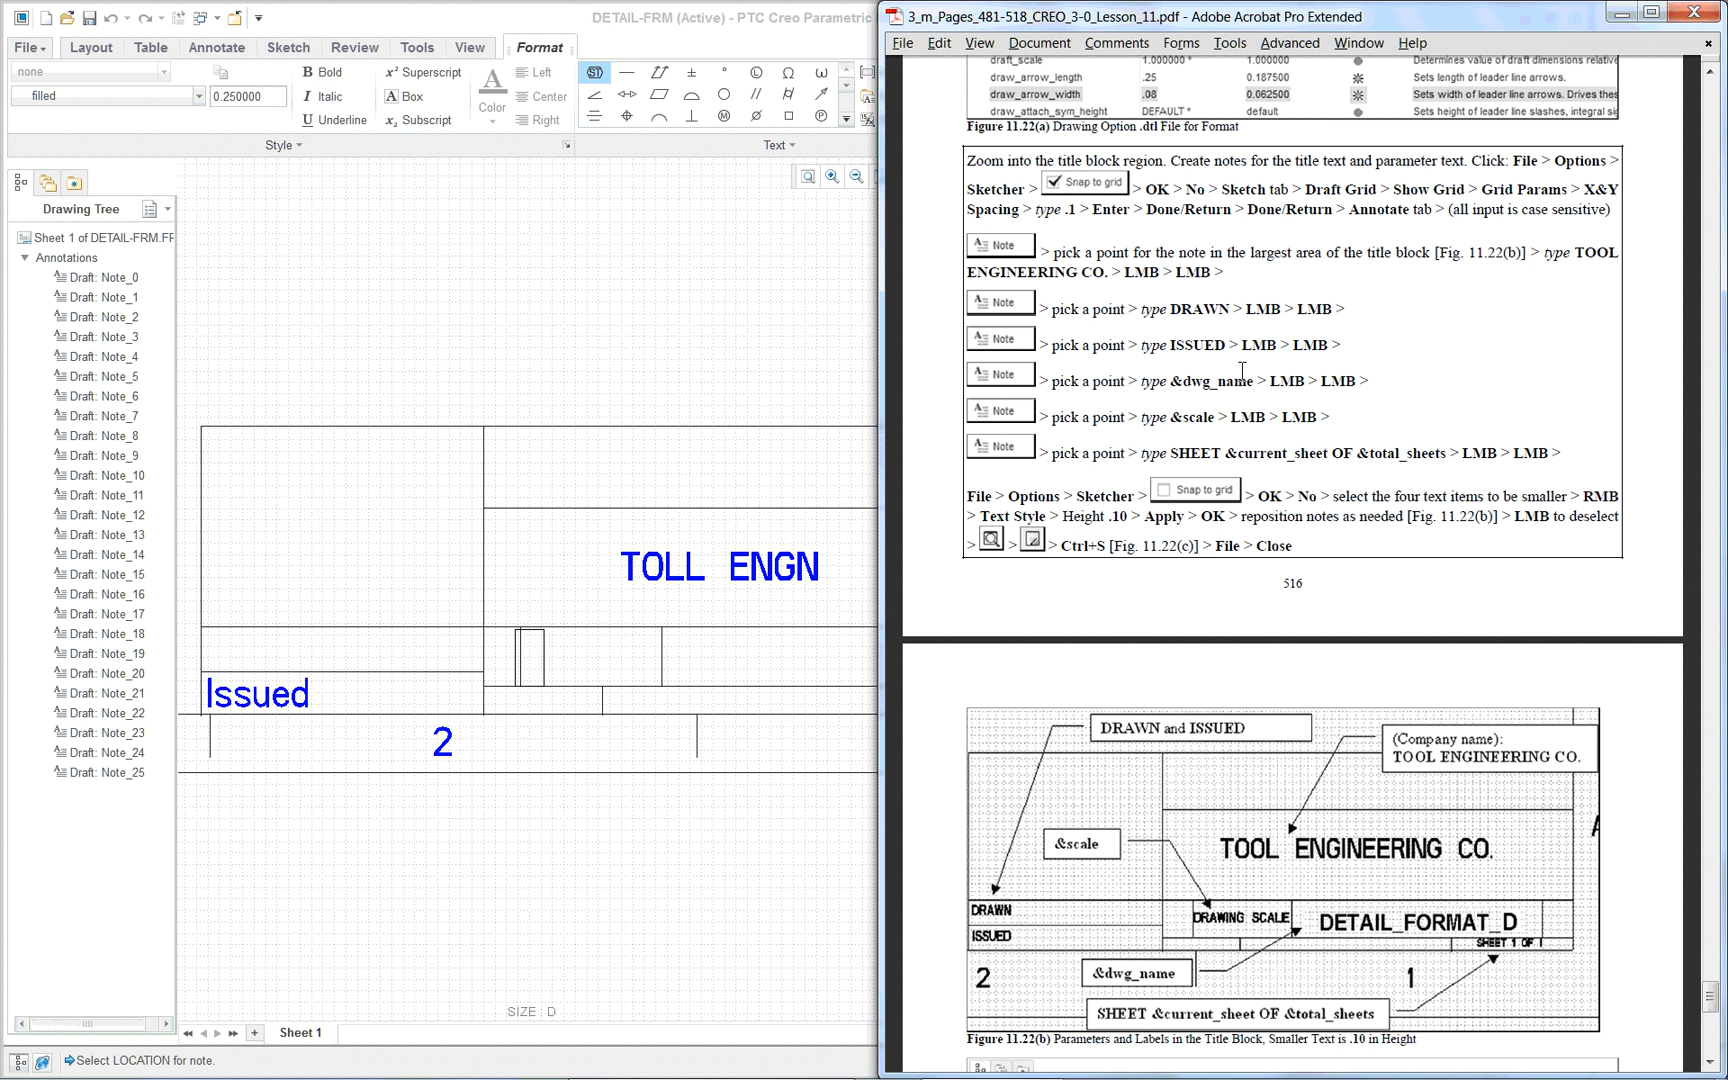 DETAIL-FRM (Active) - PTC Creo Parametric
File
Layout
Table
Annotate
Sketch
Review
Tools
View
Format
none
filled
0.250000
B Bold
I Italic
U Underline
x² Superscript
A Box
x₂ Subscript
A
Color
Left
Center
Right
Style
Text
Drawing Tree
Sheet 1 of DETAIL-FRM.FR
Annotations
Draft: Note_0
Draft: Note_1
Draft: Note_2
Draft: Note_3
Draft: Note_4
Draft: Note_5
Draft: Note_6
Draft: Note_7
Draft: Note_8
Draft: Note_9
Draft: Note_10
Draft: Note_11
Draft: Note_12
Draft: Note_13
Draft: Note_14
Draft: Note_15
Draft: Note_16
Draft: Note_17
Draft: Note_18
Draft: Note_19
Draft: Note_20
Draft: Note_21
Draft: Note_22
Draft: Note_23
Draft: Note_24
Draft: Note_25
TOLL ENGN
Issued
2
SIZE : D
Sheet 1
Select LOCATION for note.
3_m_Pages_481-518_CREO_3-0_Lesson_11.pdf - Adobe Acrobat Pro Extended
File Edit View Document Comments Forms Tools Advanced Window Help
draft_scale 1.000000 * 1.000000 Determines value of draft dimensions relative
draw_arrow_length .25 0.187500 Sets length of leader line arrows.
draw_arrow_width .08 0.062500 Sets width of leader line arrows. Drives thes
draw_attach_sym_height DEFAULT * default Sets height of leader line slashes, integral si
Figure 11.22(a) Drawing Option .dtl File for Format
Zoom into the title block region. Create notes for the title text and parameter text. Click: File > Options >
Sketcher > Snap to grid > OK > No > Sketch tab > Draft Grid > Show Grid > Grid Params > X&Y
Spacing > type .1 > Enter > Done/Return > Done/Return > Annotate tab > (all input is case sensitive)
Note > pick a point for the note in the largest area of the title block [Fig. 11.22(b)] > type TOOL
ENGINEERING CO. > LMB > LMB >
Note > pick a point > type DRAWN > LMB > LMB >
Note > pick a point > type ISSUED > LMB > LMB >
Note > pick a point > type &dwg_name > LMB > LMB >
Note > pick a point > type &scale > LMB > LMB >
Note > pick a point > type SHEET &current_sheet OF &total_sheets > LMB > LMB >
File > Options > Sketcher > Snap to grid > OK > No > select the four text items to be smaller > RMB
> Text Style > Height .10 > Apply > OK > reposition notes as needed [Fig. 11.22(b)] > LMB to deselect
> > > Ctrl+S [Fig. 11.22(c)] > File > Close
516
DRAWN and ISSUED
(Company name):
TOOL ENGINEERING CO.
&scale
TOOL ENGINEERING CO.
DRAWN
DRAWING SCALE
DETAIL_FORMAT_D
ISSUED
SHEET 1 OF 1
2
&dwg_name
1
SHEET &current_sheet OF &total_sheets
Figure 11.22(b) Parameters and Labels in the Title Block, Smaller Text is .10 in Height